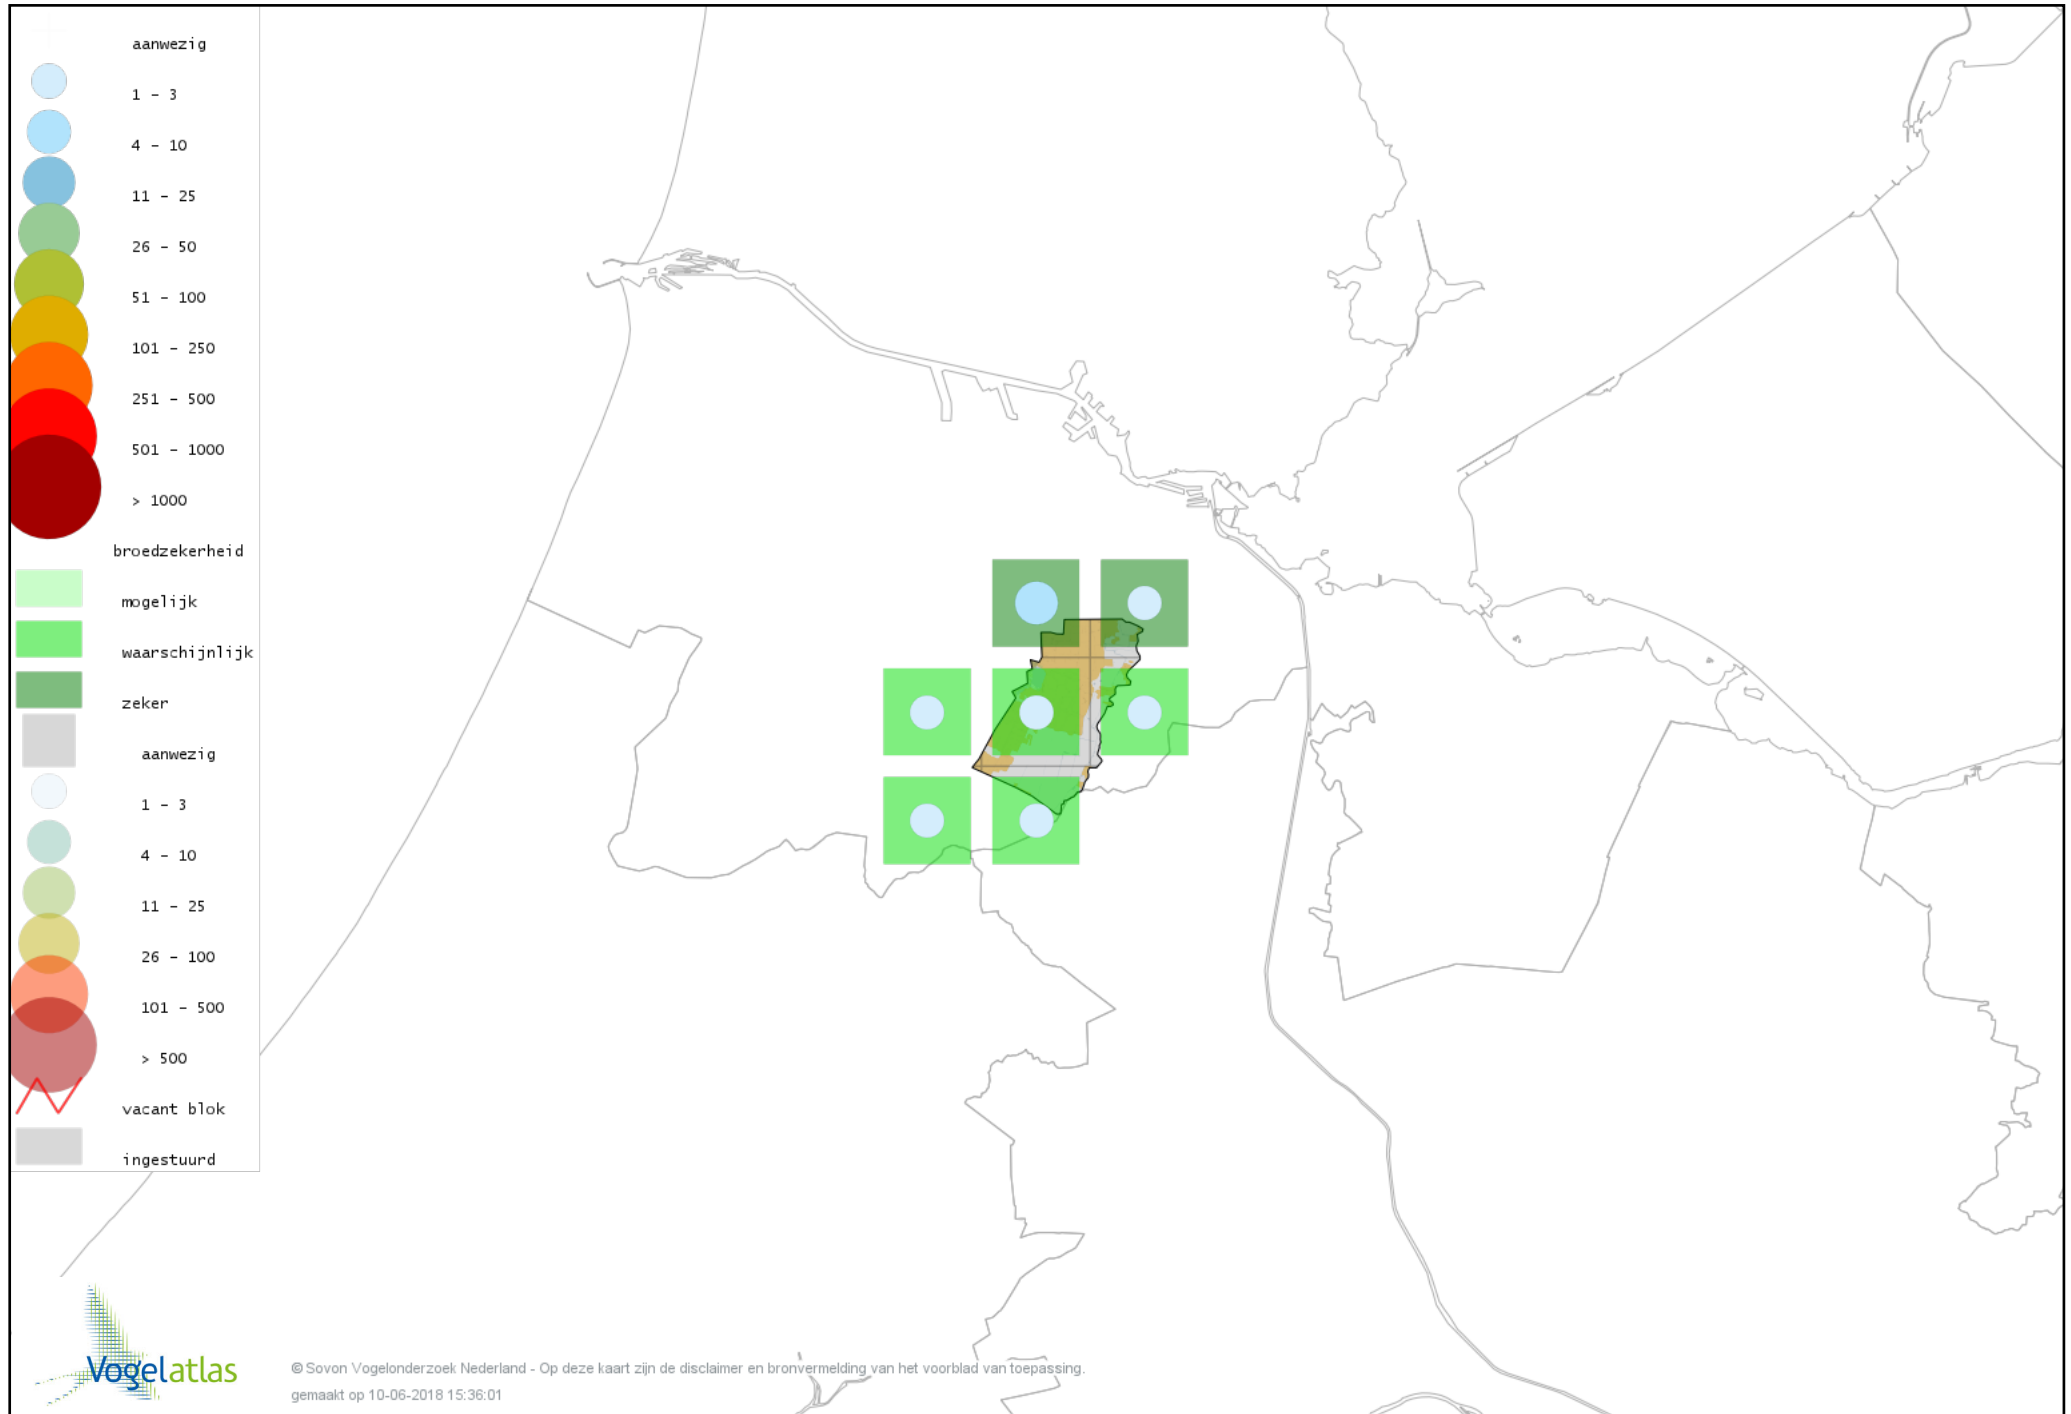 aanwezig
1 - 3
4 - 10
11 - 25
26 - 50
51 - 100
101 - 250
251 - 500
501 - 1000
> 1000
broedzekerheid
mogelijk
waarschijnlijk
zeker
aanwezig
1 - 3
4 - 10
11 - 25
26 - 100
101 - 500
> 500
vacant blok
ingestuurd
Vogelatlas
© Sovon Vogelonderzoek Nederland - Op deze kaart zijn de disclaimer en bronvermelding van het voorblad van toepassing.
gemaakt op 10-06-2018 15:36:01